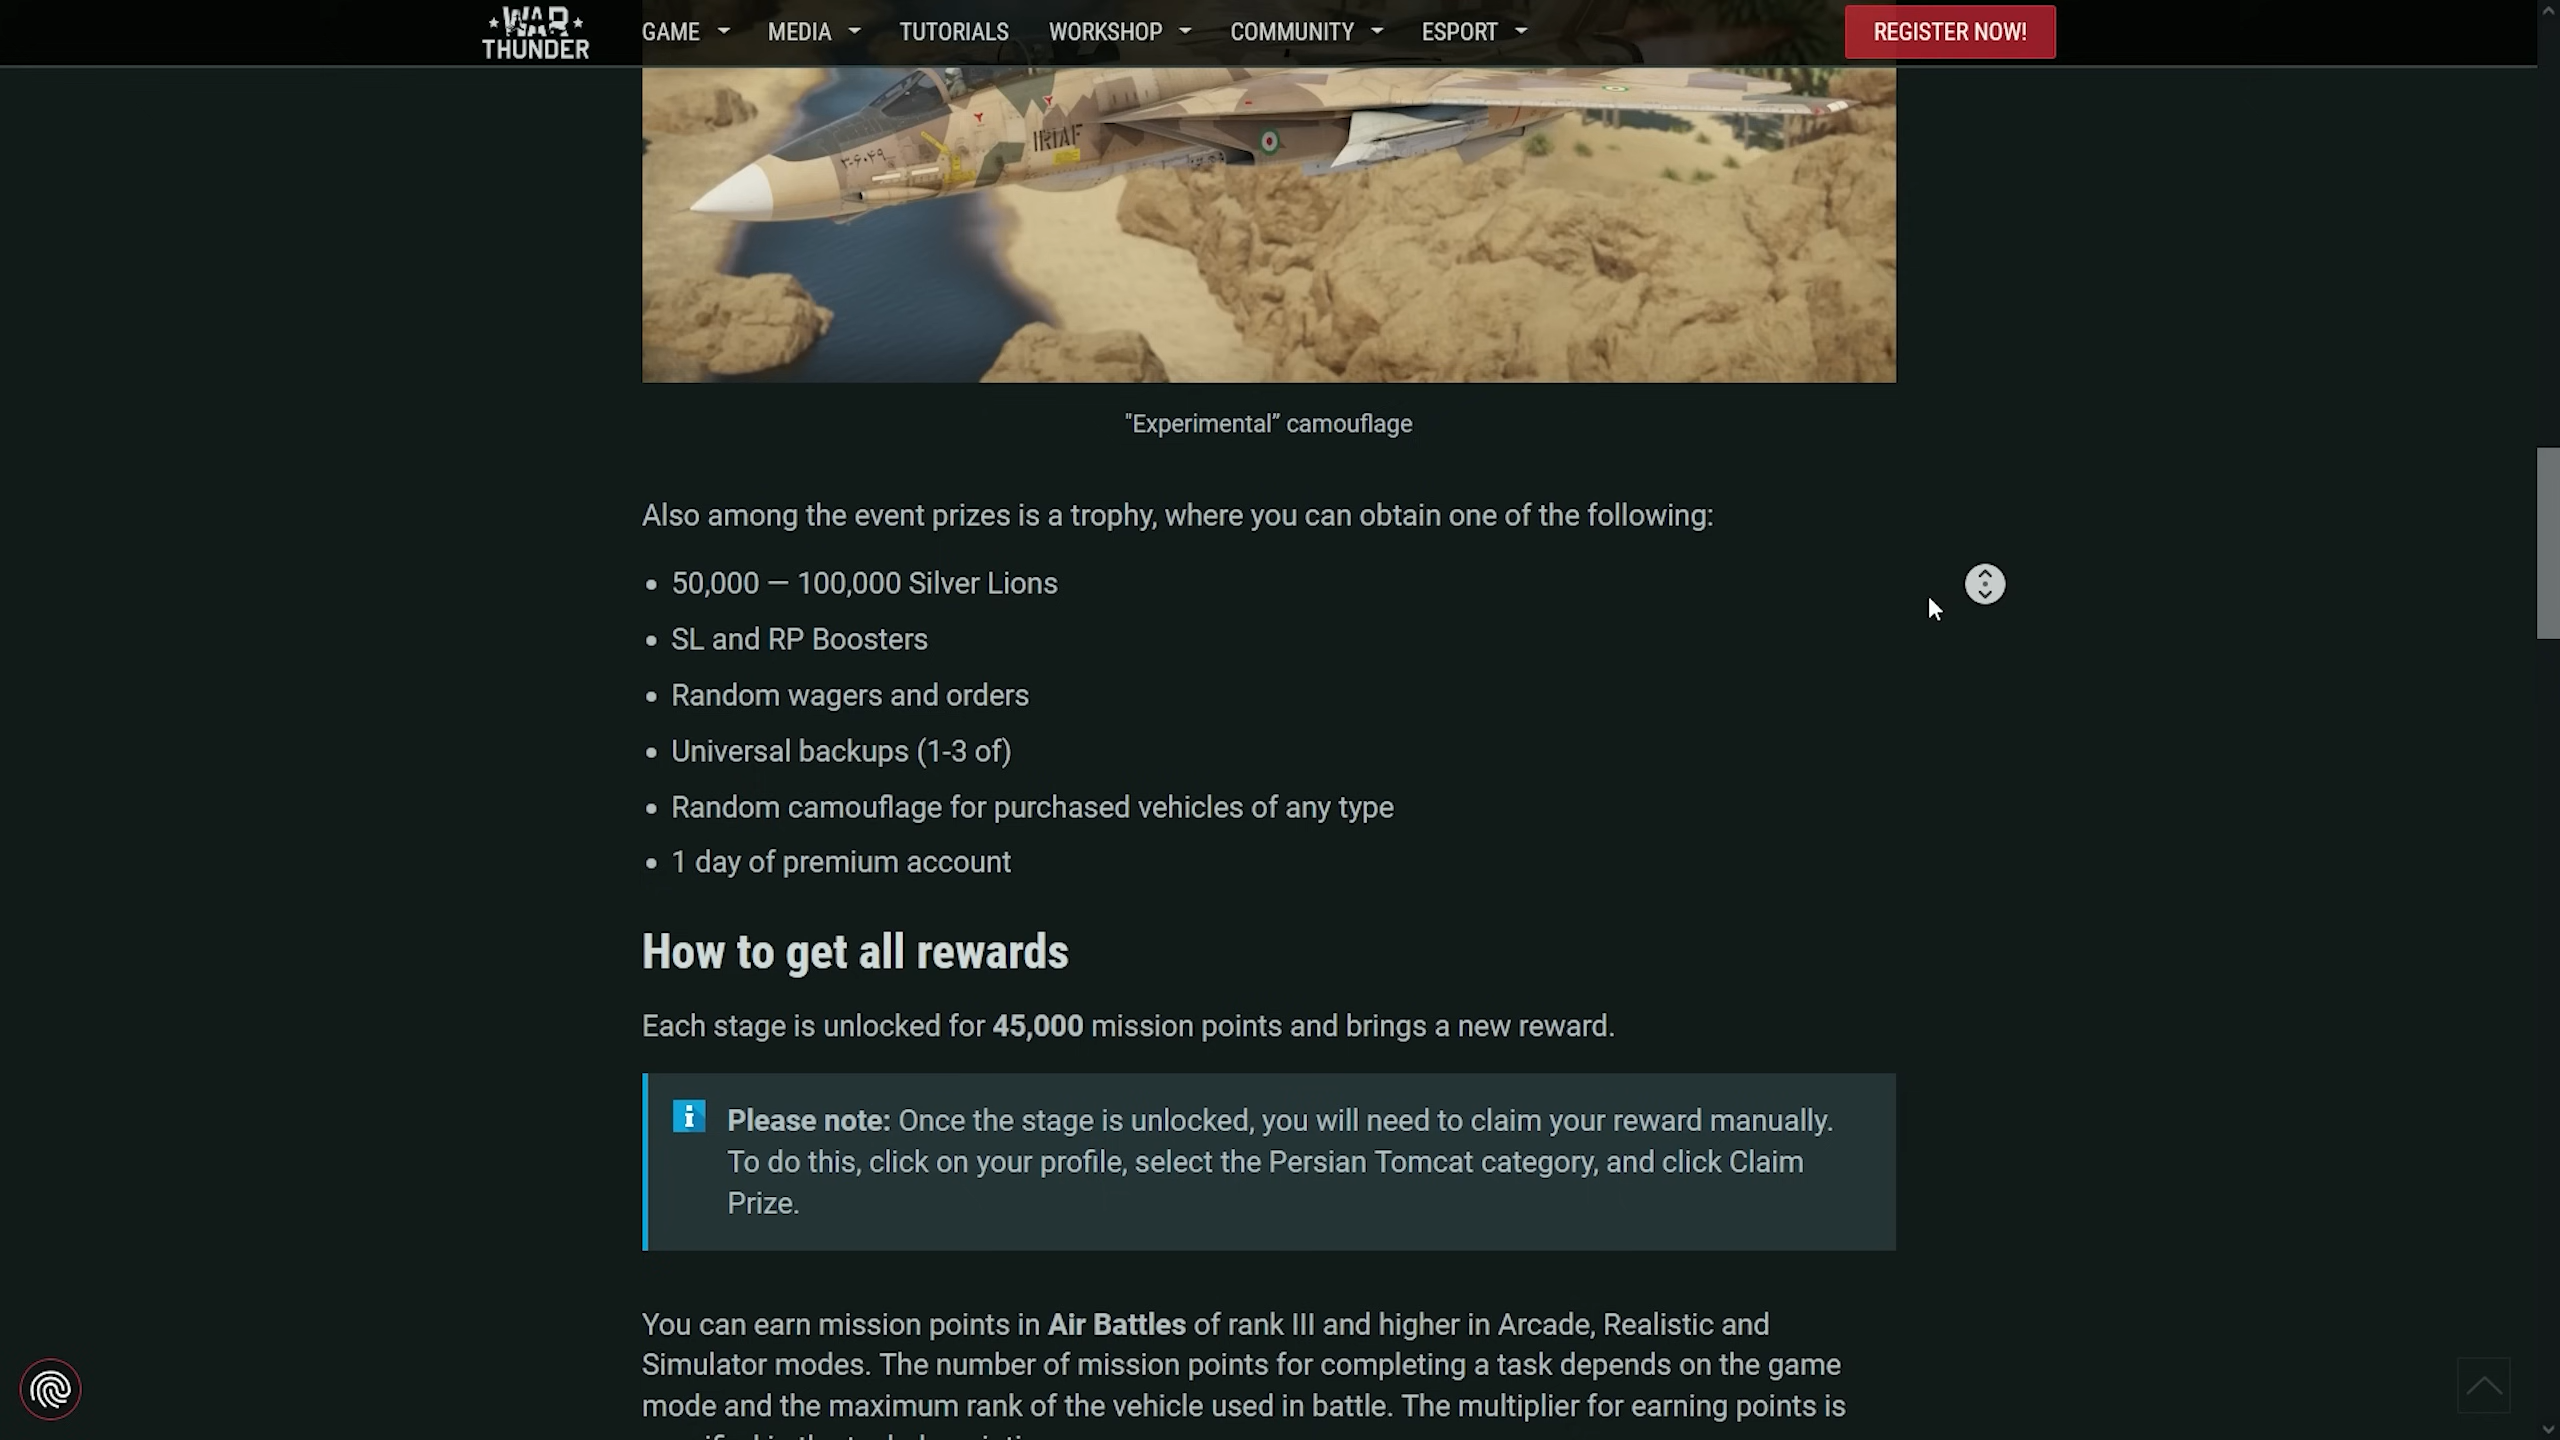 WAR
THUNDER
GAME
MEDIA
TUTORIALS
WORKSHOP
COMMUNITY
ESPORT
REGISTER NOW!
IRIAF
۳-۶۰۴۹
"Experimental” camouflage
Also among the event prizes is a trophy, where you can obtain one of the following:
50,000 — 100,000 Silver Lions
SL and RP Boosters
Random wagers and orders
Universal backups (1-3 of)
Random camouflage for purchased vehicles of any type
1 day of premium account
How to get all rewards
Each stage is unlocked for 45,000 mission points and brings a new reward.
Please note: Once the stage is unlocked, you will need to claim your reward manually.
To do this, click on your profile, select the Persian Tomcat category, and click Claim
Prize.
You can earn mission points in Air Battles of rank III and higher in Arcade, Realistic and
Simulator modes. The number of mission points for completing a task depends on the game
mode and the maximum rank of the vehicle used in battle. The multiplier for earning points is